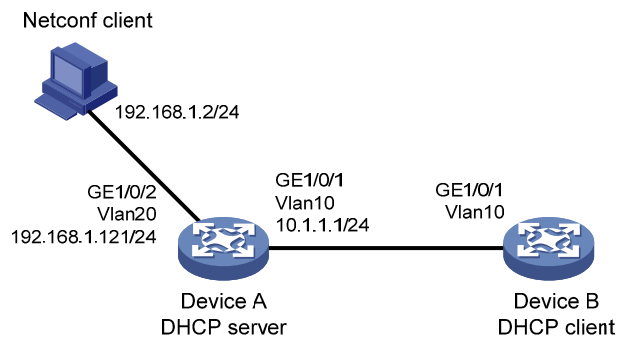 Netconf client
192.168.1.2/24
GE1/0/2
Vlan20
192.168.1.121/24
GE1/0/1
Vlan10
10.1.1.1/24
GE1/0/1
Vlan10
Device A
DHCP server
Device B
DHCP client